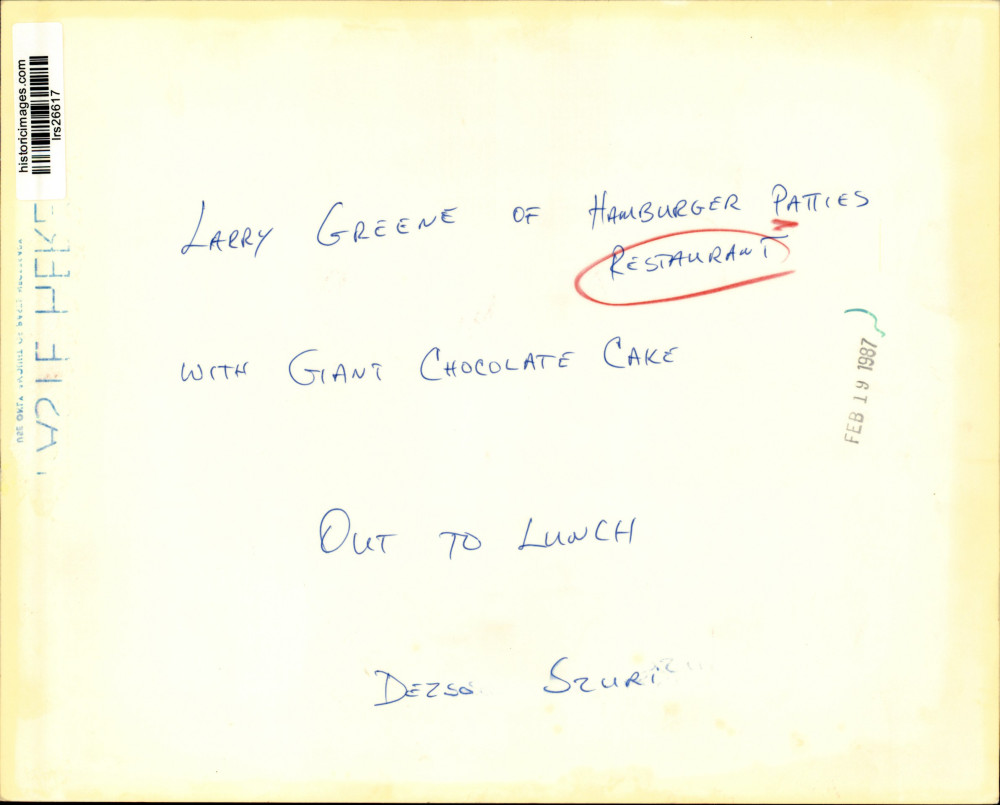 historicimages.com
lrs26617
LARRY GREENE OF HAMBURGER PATTIES
RESTAURANT
WITH GIANT CHOCOLATE CAKE
FEB 19 1987
OUT TO LUNCH
DEZSO SZURI